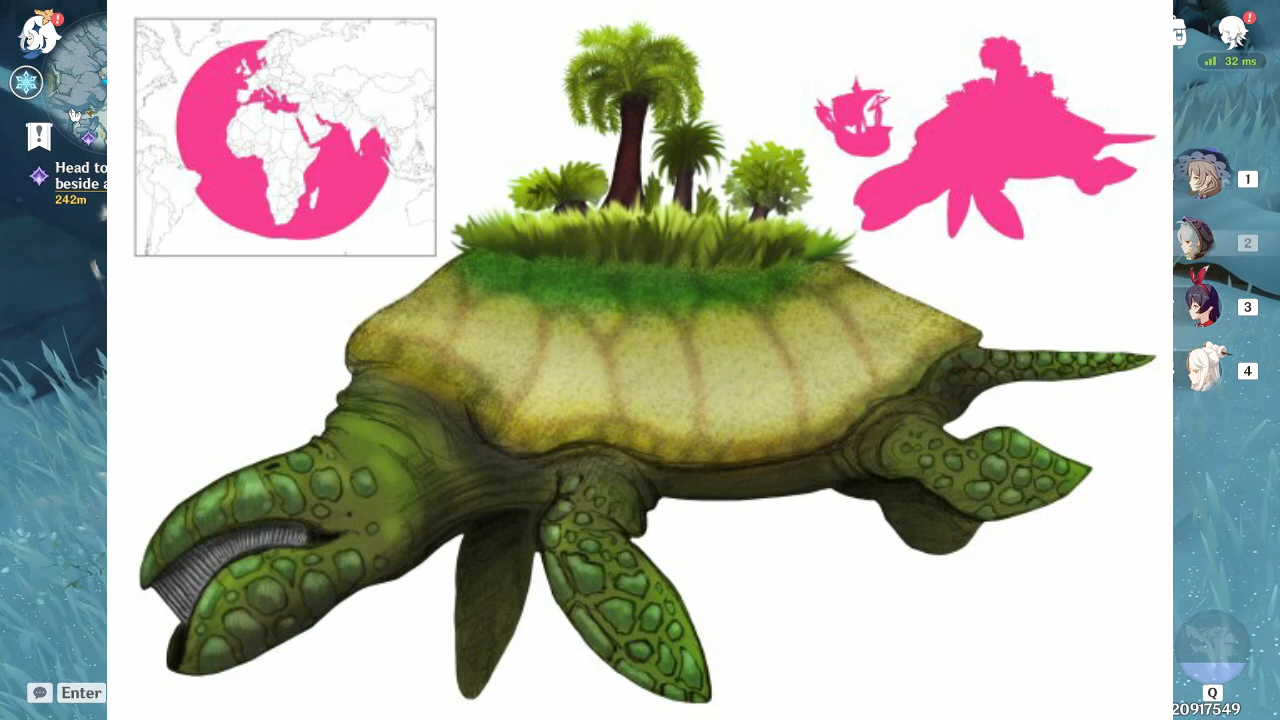 32 ms
Head to
beside a
242m
1
2
3
4
Enter
Q
20917549